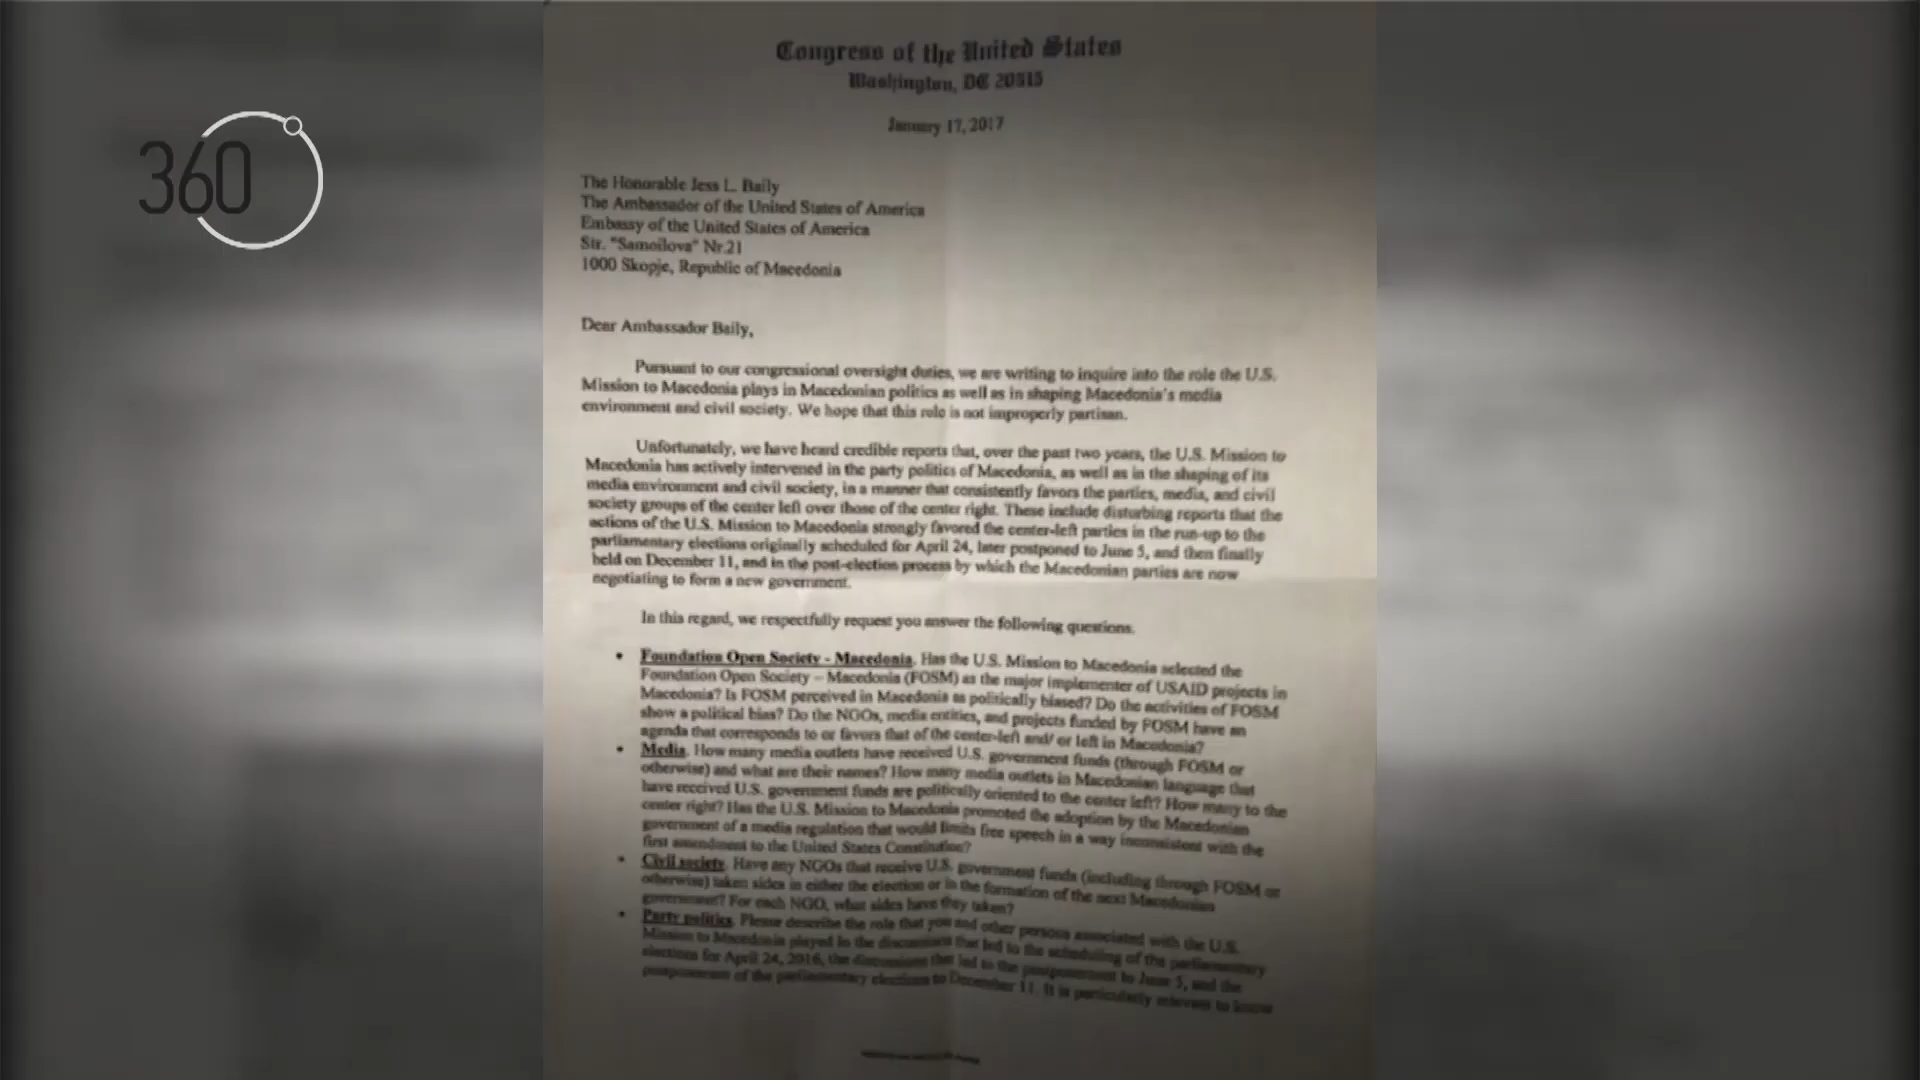 360
Congress of the United States
Washington, DC 20515
January 17, 2017
The Honorable Jess L. Baily
The Ambassador of the United States of America
Embassy of the United States of America
Str. "Samoilova" Nr.21
1000 Skopje, Republic of Macedonia
Dear Ambassador Baily,
Pursuant to our congressional oversight duties, we are writing to inquire into the role the U.S.
Mission to Macedonia plays in Macedonian politics as well as in shaping Macedonia's media
environment and civil society. We hope that this role is not improperly partisan.
Unfortunately, we have heard credible reports that, over the past two years, the U.S. Mission to
Macedonia has actively intervened in the party politics of Macedonia, as well as in the shaping of its
media environment and civil society, in a manner that consistently favors the parties, media, and civil
society groups of the center left over those of the center right. These include disturbing reports that the
actions of the U.S. Mission to Macedonia strongly favored the center-left parties in the run-up to the
parliamentary elections originally scheduled for April 24, later postponed to June 5, and then finally
held on December 11, and in the post-election process by which the Macedonian parties are now
negotiating to form a new government.
In this regard, we respectfully request you answer the following questions.
• Foundation Open Society - Macedonia. Has the U.S. Mission to Macedonia selected the
Foundation Open Society – Macedonia (FOSM) as the major implementer of USAID projects in
Macedonia? Is FOSM perceived in Macedonia as politically biased? Do the activities of FOSM
show a political bias? Do the NGOs, media entities, and projects funded by FOSM have an
agenda that corresponds to or favors that of the center-left and/ or left in Macedonia?
• Media. How many media outlets have received U.S. government funds (through FOSM or
otherwise) and what are their names? How many media outlets in Macedonian language that
have received U.S. government funds are politically oriented to the center left? How many to the
center right? Has the U.S. Mission to Macedonia promoted the adoption by the Macedonian
government of a media regulation that would limits free speech in a way inconsistent with the
first amendment to the United States Constitution?
• Civil society. Have any NGOs that receive U.S. government funds (including through FOSM or
otherwise) taken sides in either the election or in the formation of the next Macedonian
government? For each NGO, what sides have they taken?
• Party politics. Please describe the role that you and other persons associated with the U.S.
Mission to Macedonia played in the discussions that led to the scheduling of the parliamentary
elections for April 24, 2016, the discussions that led to the postponement to June 5, and the
postponement of the parliamentary elections to December 11. It is particularly relevant to know